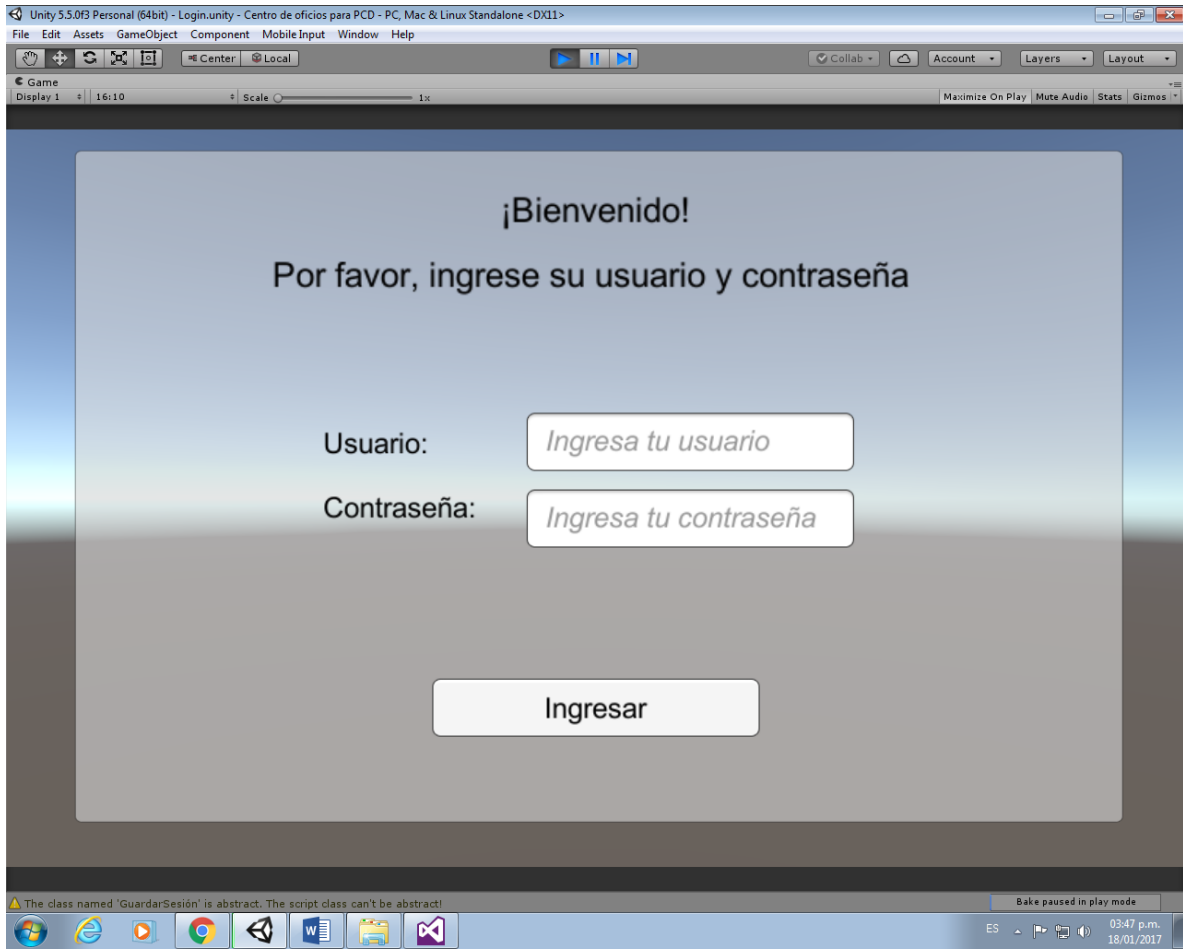 Unity 5.5.0f3 Personal (64bit) - Login.unity - Centro de oficios para PCD - PC, Mac & Linux Standalone <DX11>
File Edit Assets GameObject Component Mobile Input Window Help
Center Local Collab Account Layers Layout
Game
Display 1 16:10 Scale 1x Maximize On Play Mute Audio Stats Gizmos
¡Bienvenido!
Por favor, ingrese su usuario y contraseña
Usuario: Ingresa tu usuario
Contraseña: Ingresa tu contraseña
Ingresar
The class named 'GuardarSesión' is abstract. The script class can't be abstract!
Bake paused in play mode
ES 03:47 p.m.
18/01/2017